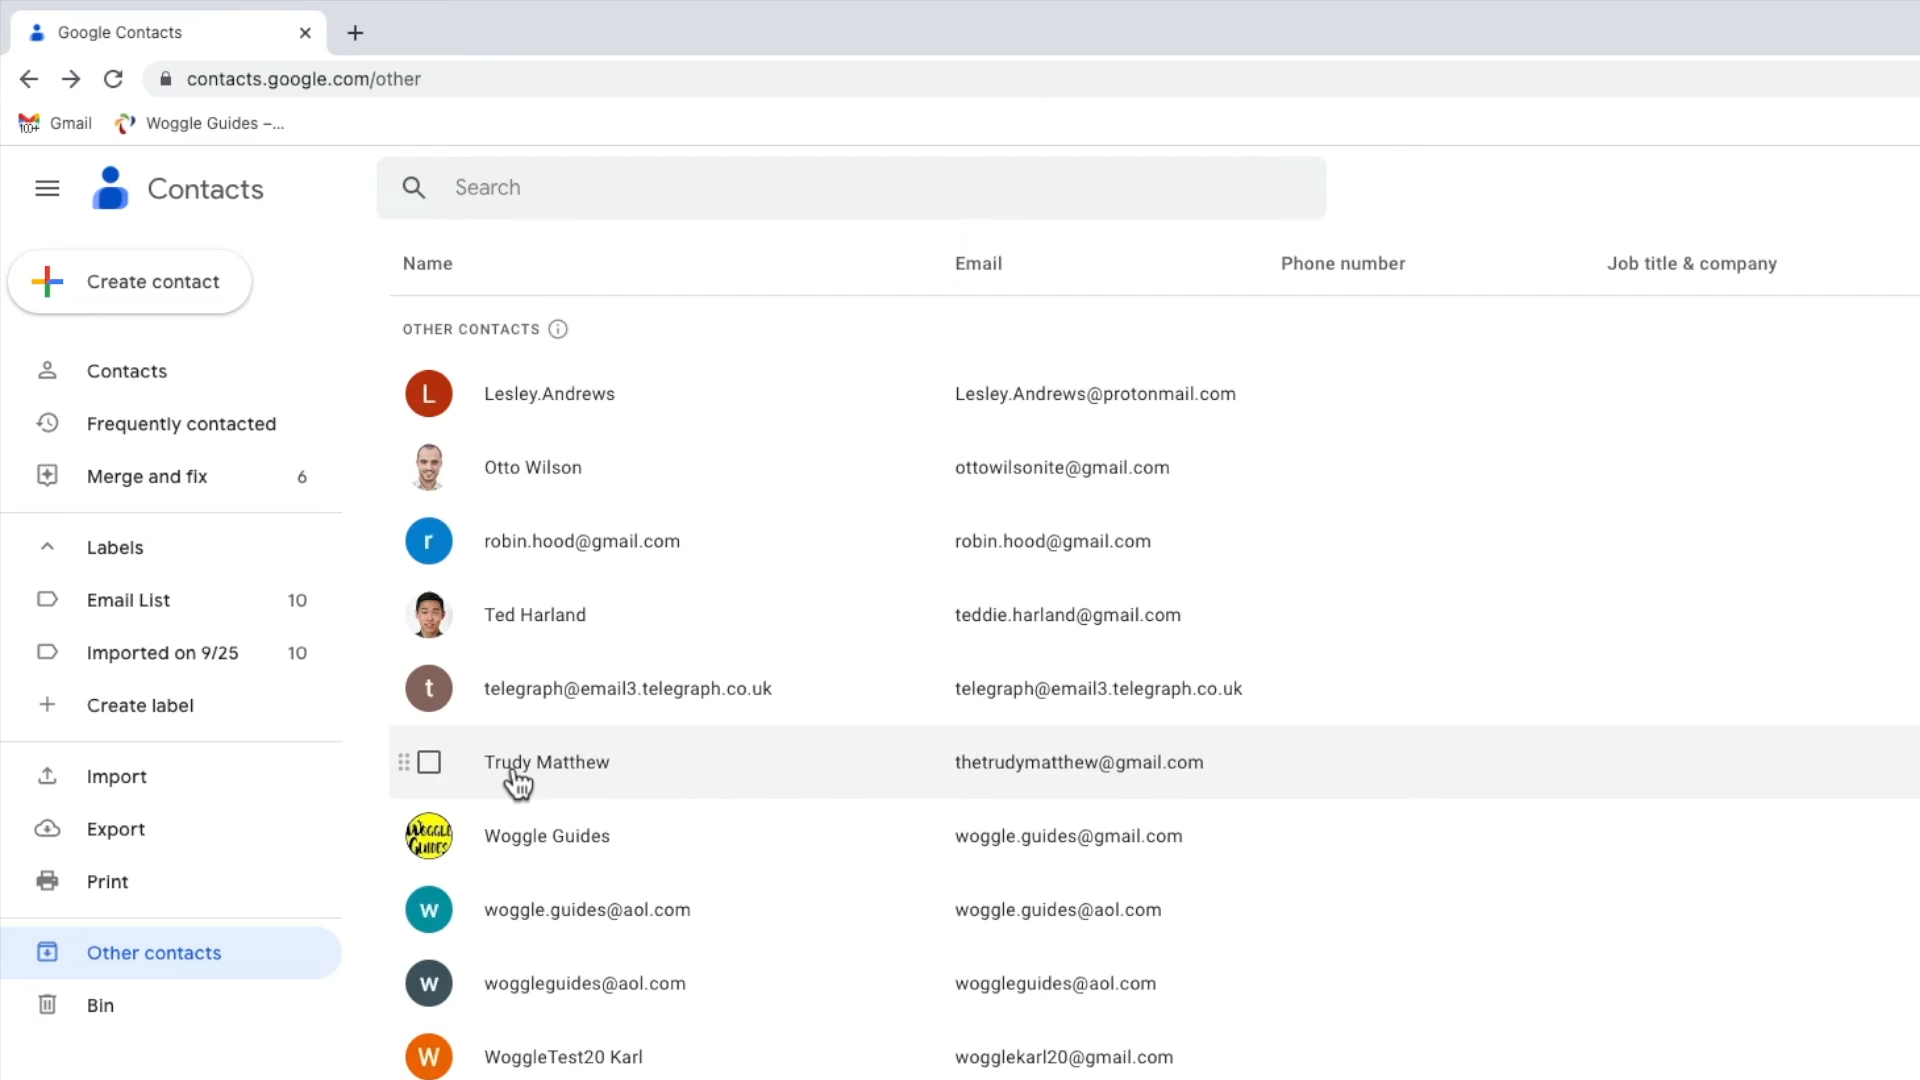 Google Contacts
contacts.google.com/other
100+ Gmail Woggle Guides –...
Contacts
Search
Create contact
Contacts
Frequently contacted
Merge and fix 6
Labels
Email List 10
Imported on 9/25 10
Create label
Import
Export
Print
Other contacts
Bin
Name Email Phone number Job title & company
OTHER CONTACTS
L Lesley.Andrews Lesley.Andrews@protonmail.com
Otto Wilson ottowilsonite@gmail.com
r robin.hood@gmail.com robin.hood@gmail.com
Ted Harland teddie.harland@gmail.com
t telegraph@email3.telegraph.co.uk telegraph@email3.telegraph.co.uk
Trudy Matthew thetrudymatthew@gmail.com
WOGGLE
GUIDES
Woggle Guides woggle.guides@gmail.com
w woggle.guides@aol.com woggle.guides@aol.com
w woggleguides@aol.com woggleguides@aol.com
W WoggleTest20 Karl wogglekarl20@gmail.com